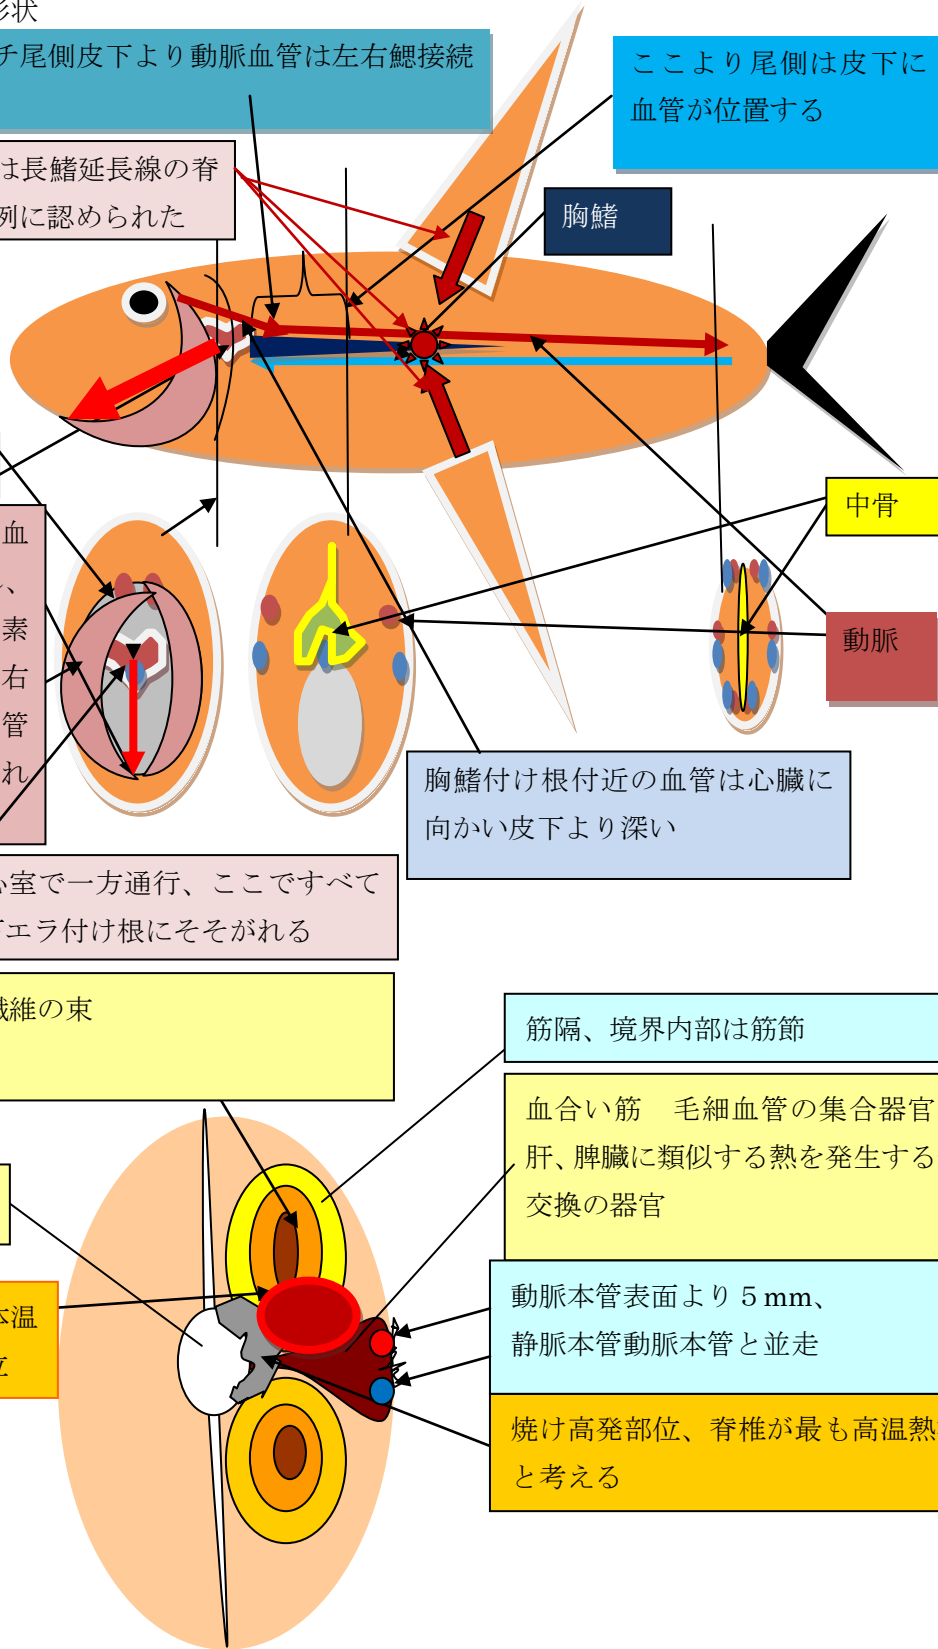 形状
チ尾側皮下より動脈血管は左右鰓接続
ここより尾側は皮下に
血管が位置する
は長鰭延長線の脊
例に認められた
胸鰭
中骨
血
、
素
右
管
れ
動脈
胸鰭付け根付近の血管は心臓に
向かい皮下より深い
心室で一方通行、ここですべて
下エラ付け根にそそがれる
繊維の束
筋隔、境界内部は筋節
血合い筋　毛細血管の集合器官
肝、脾臓に類似する熱を発生する
交換の器官
体温
立
動脈本管表面より５mm、
静脈本管動脈本管と並走
焼け高発部位、脊椎が最も高温熱
と考える